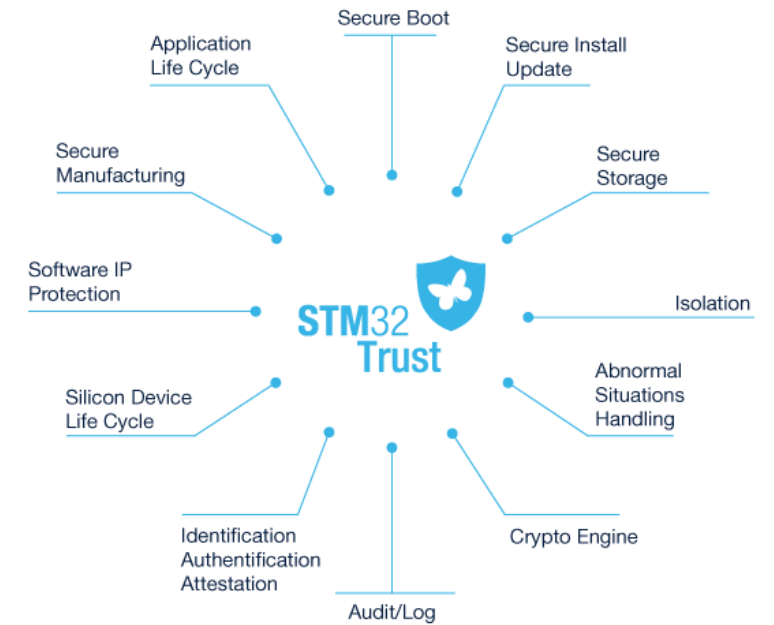 Secure Boot
Application
Life Cycle
Secure Install
Update
Secure
Manufacturing
Secure
Storage
Software IP
Protection
STM32
Trust
Isolation
Silicon Device
Life Cycle
Abnormal
Situations
Handling
Identification
Authentification
Attestation
Crypto Engine
Audit/Log